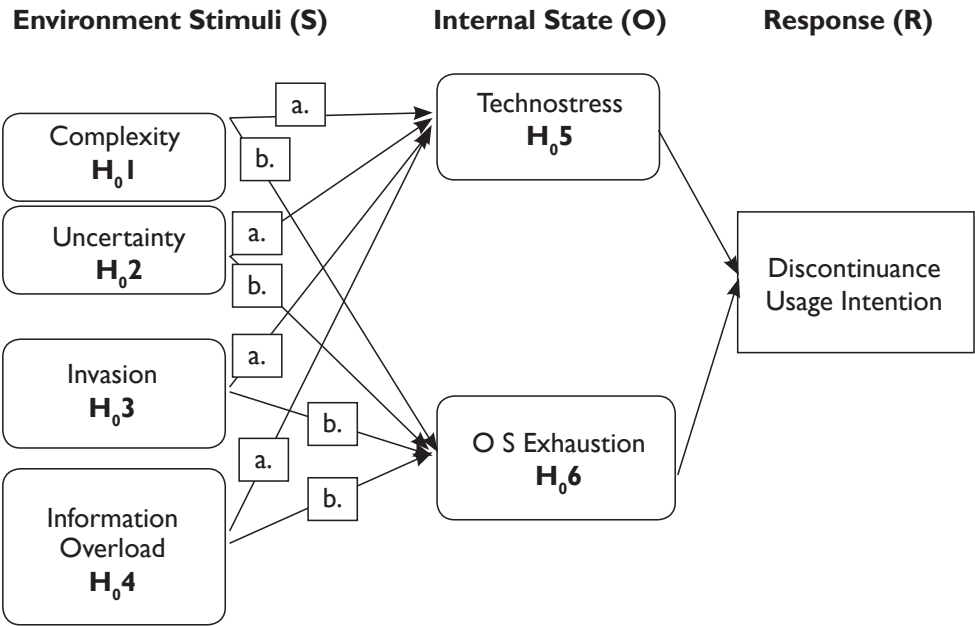 Environment Stimuli (S)
Internal State (O)
Response (R)
Complexity
H₀1
Uncertainty
H₀2
Invasion
H₀3
Information
Overload
H₀4
a.
b.
a.
b.
a.
b.
a.
b.
Technostress
H₀5
O S Exhaustion
H₀6
Discontinuance
Usage Intention